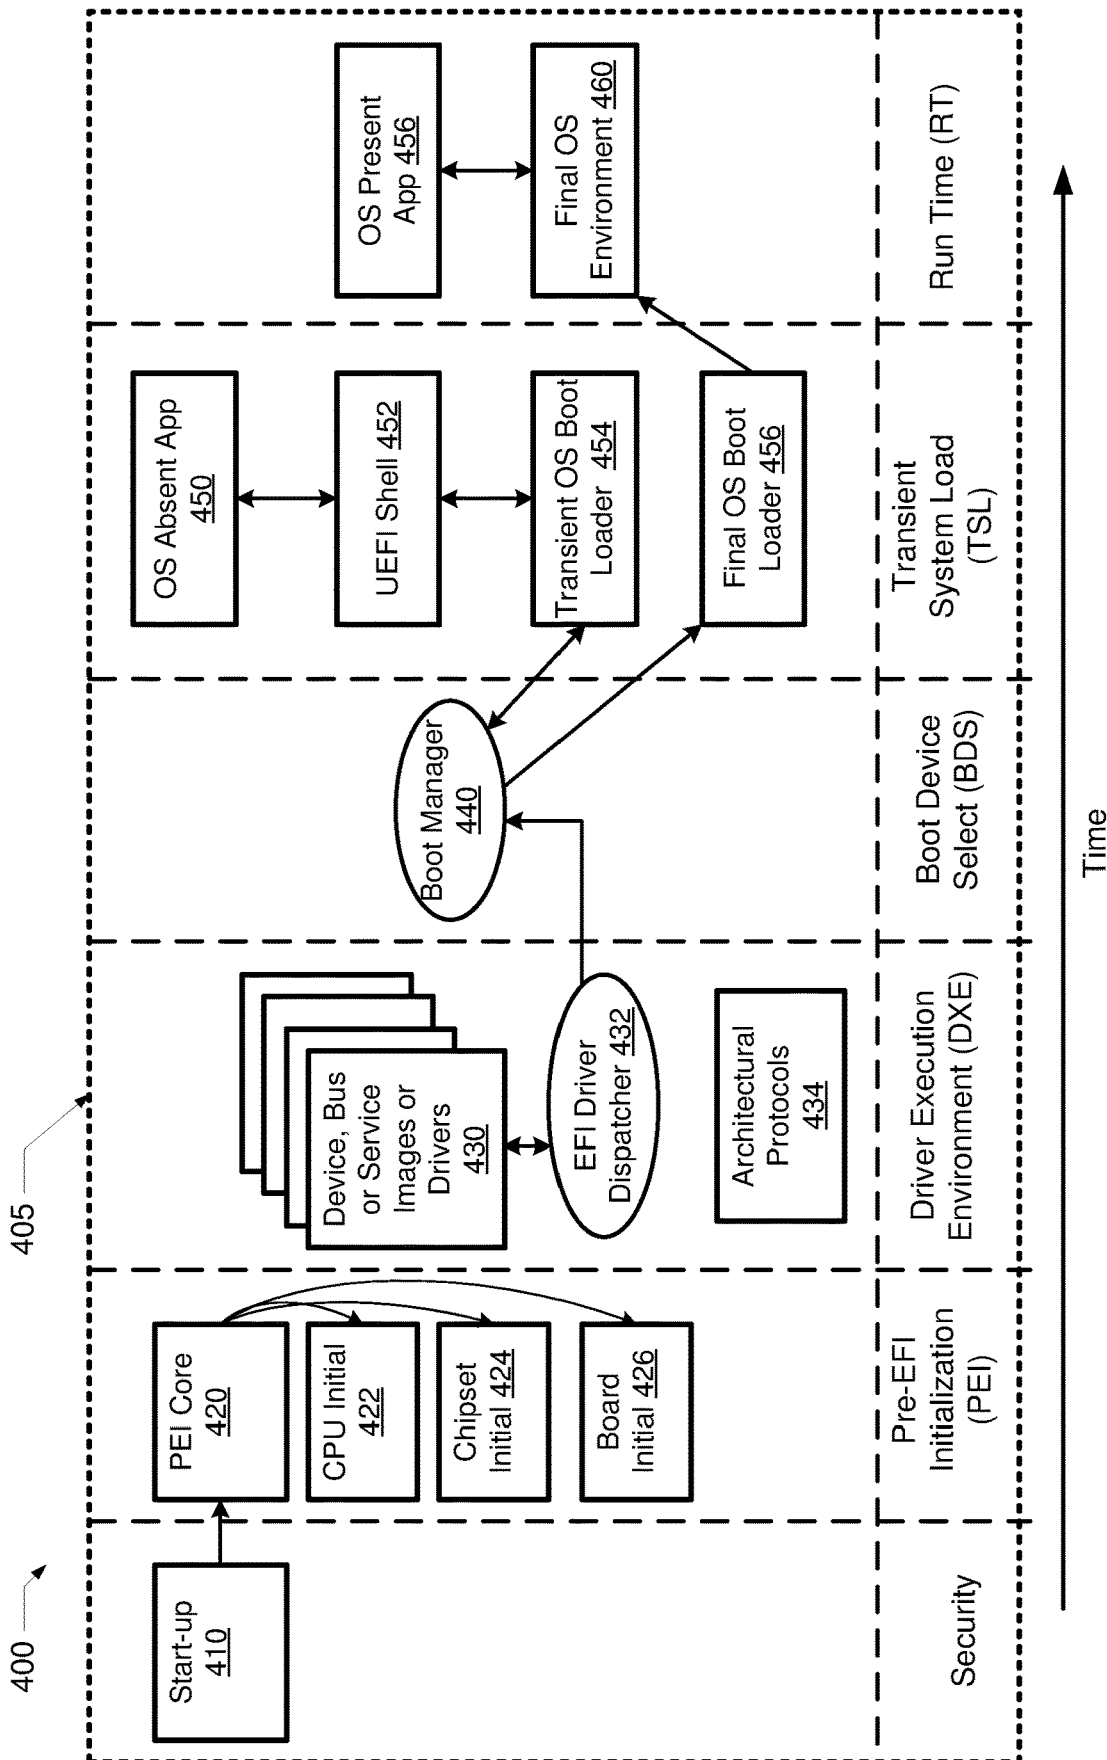 400
405
Start-up
410
PEI Core
420
CPU Initial
422
Chipset
Initial 424
Board
Initial 426
Device, Bus
or Service
Images or
Drivers
430
EFI Driver
Dispatcher 432
Architectural
Protocols
434
Boot Manager
440
OS Absent App
450
UEFI Shell 452
Transient OS Boot
Loader 454
Final OS Boot
Loader 456
OS Present
App 456
Final OS
Environment 460
Security
Pre-EFI
Initialization
(PEI)
Driver Execution
Environment (DXE)
Boot Device
Select (BDS)
Transient
System Load
(TSL)
Run Time (RT)
Time